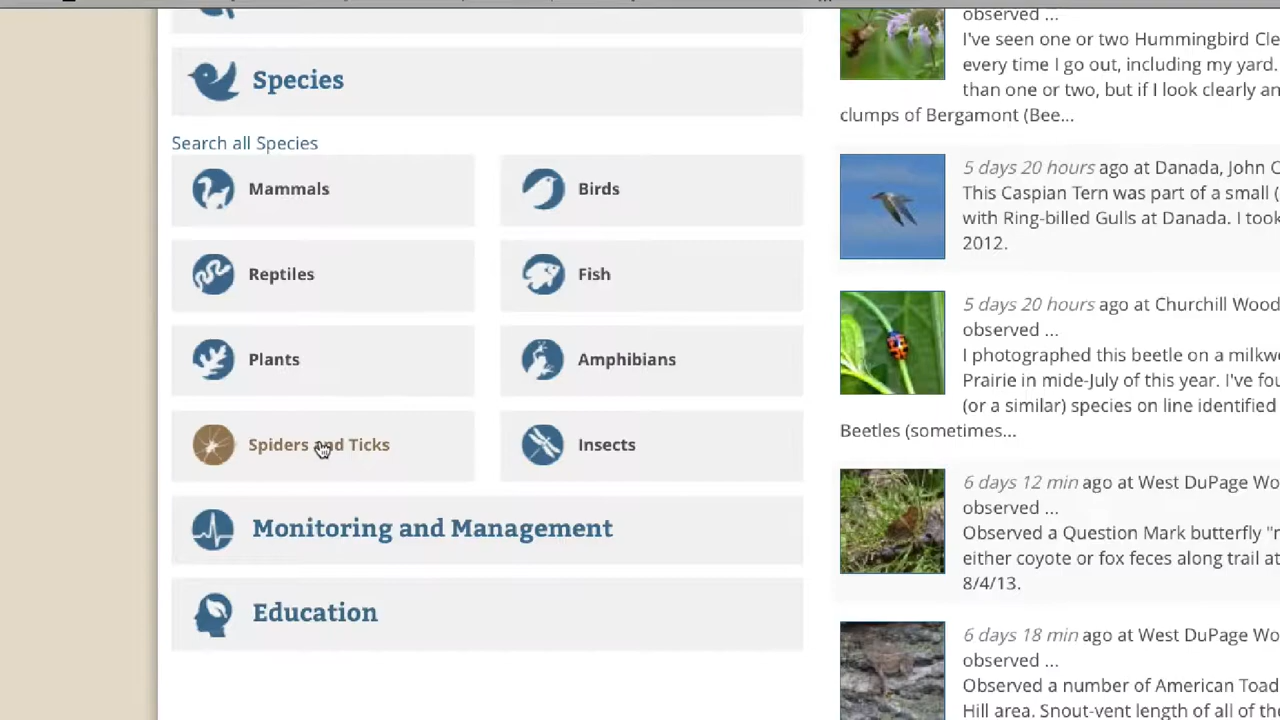 Species
Search all Species
Mammals
Birds
Reptiles
Fish
Plants
Amphibians
Spiders and Ticks
Insects
Monitoring and Management
Education
observed ...
I've seen one or two Hummingbird Cle
every time I go out, including my yard.
than one or two, but if I look clearly an
clumps of Bergamont (Bee...
5 days 20 hours ago at Danada, John C
This Caspian Tern was part of a small (
with Ring-billed Gulls at Danada. I took
2012.
5 days 20 hours ago at Churchill Wood
observed ...
I photographed this beetle on a milkwe
Prairie in mid-July of this year. I've fou
(or a similar) species on line identified
Beetles (sometimes...
6 days 12 min ago at West DuPage Wo
observed ...
Observed a Question Mark butterfly "n
either coyote or fox feces along trail at
8/4/13.
6 days 18 min ago at West DuPage Wo
observed ...
Observed a number of American Toad
Hill area. Snout-vent length of all of the